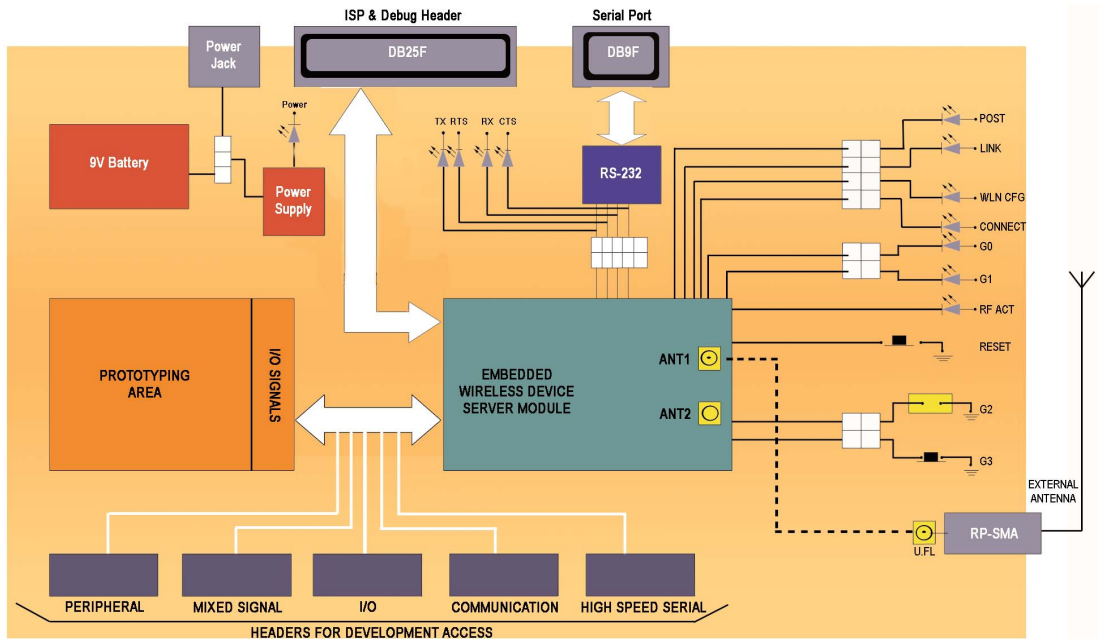 ISP & Debug Header
Serial Port
Power
Jack
DB25F
DB9F
Power
TX RTS RX CTS
POST
9V Battery
LINK
RS-232
Power
Supply
WLN CFG
CONNECT
G0
G1
RF ACT
RESET
PROTOTYPING
AREA
I/O SIGNALS
EMBEDDED
WIRELESS DEVICE
SERVER MODULE
ANT1
ANT2
G2
G3
EXTERNAL
ANTENNA
RP-SMA
U.FL
PERIPHERAL
MIXED SIGNAL
I/O
COMMUNICATION
HIGH SPEED SERIAL
HEADERS FOR DEVELOPMENT ACCESS